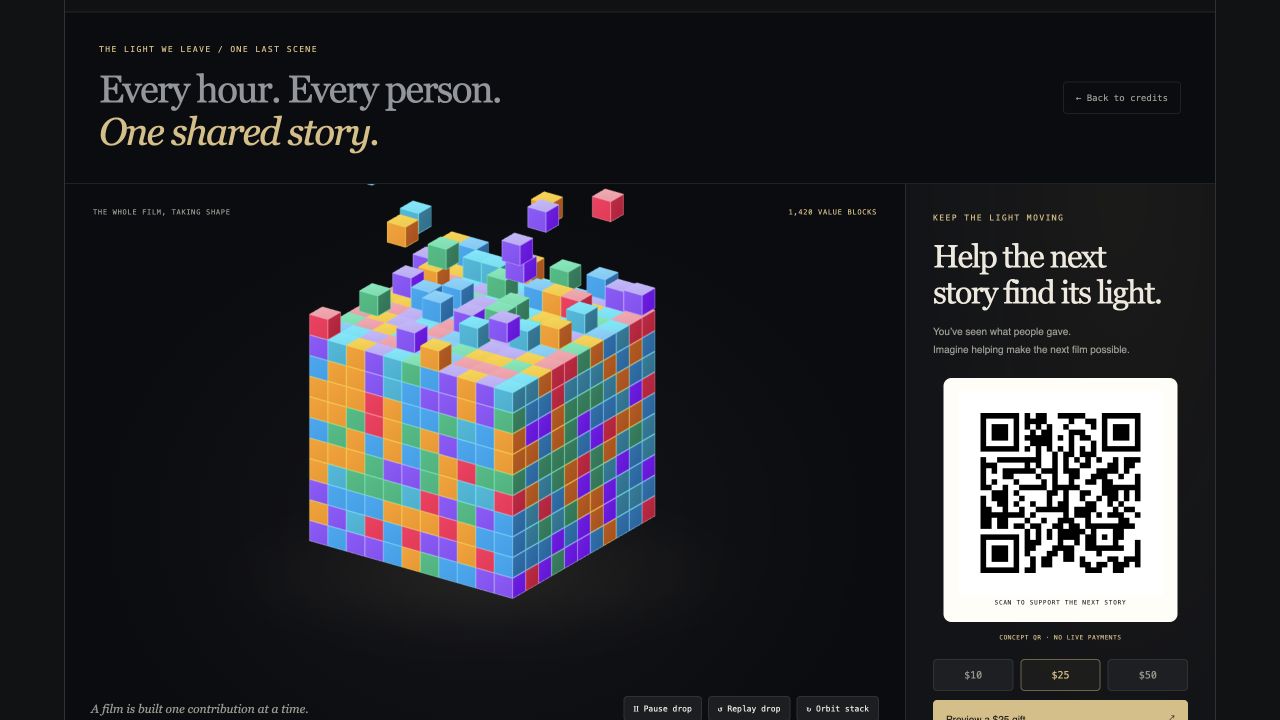 THE LIGHT WE LEAVE / ONE LAST SCENE
Every hour. Every person.
One shared story.
← Back to credits
THE WHOLE FILM, TAKING SHAPE
1,420 VALUE BLOCKS
KEEP THE LIGHT MOVING
Help the next
story find its light.
You've seen what people gave.
Imagine helping make the next film possible.
SCAN TO SUPPORT THE NEXT STORY
CONCEPT QR · NO LIVE PAYMENTS
$10
$25
$50
Preview a $25 gift ↗
A film is built one contribution at a time.
Pause drop
↺ Replay drop
↻ Orbit stack